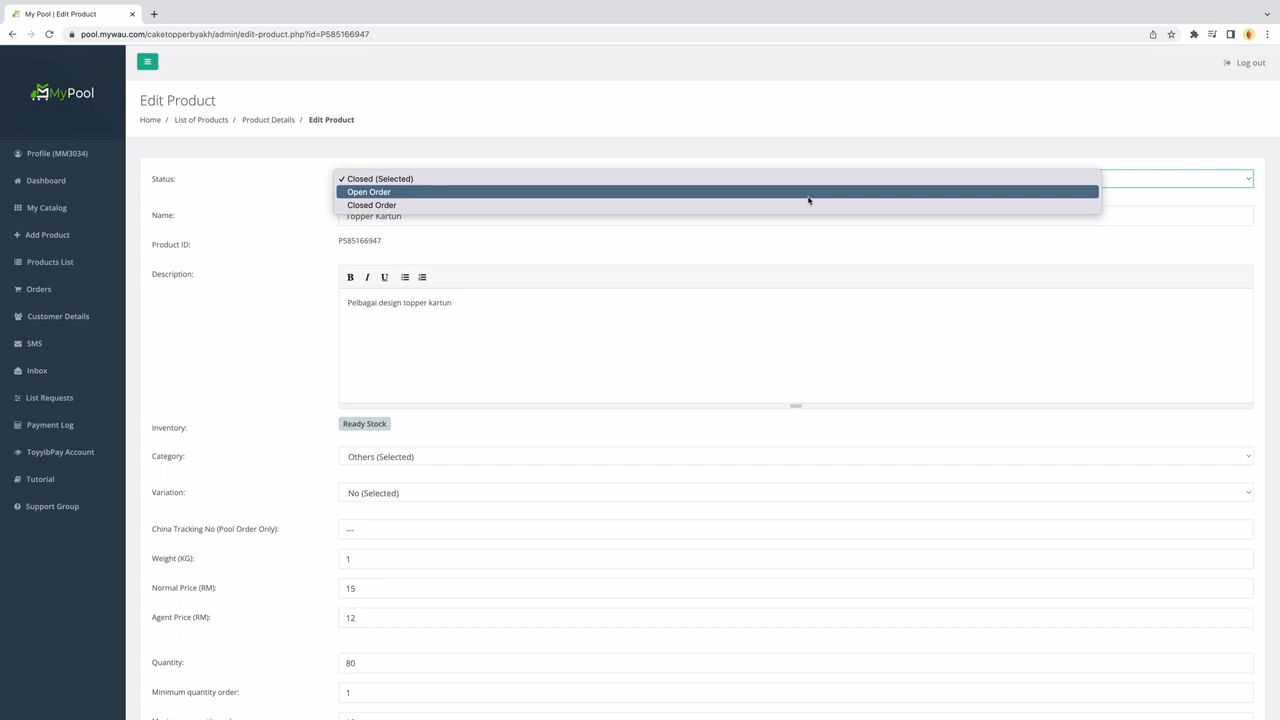 My Pool | Edit Product
pool.mywau.com/caketopperbyakh/admin/edit-product.php?id=P585166947
MyPool
Log out
Edit Product
Home / List of Products / Product Details / Edit Product
Profile (MM3034)
Dashboard
My Catalog
Add Product
Products List
Orders
Customer Details
SMS
Inbox
List Requests
Payment Log
ToyyibPay Account
Tutorial
Support Group
Status:
✓ Closed (Selected)
Open Order
Closed Order
Name: Topper Kartun
Product ID: P585166947
Description:
B I U
Pelbagai design topper kartun
Inventory: Ready Stock
Category: Others (Selected)
Variation: No (Selected)
China Tracking No (Pool Order Only): ---
Weight (KG): 1
Normal Price (RM): 15
Agent Price (RM): 12
Quantity: 80
Minimum quantity order: 1